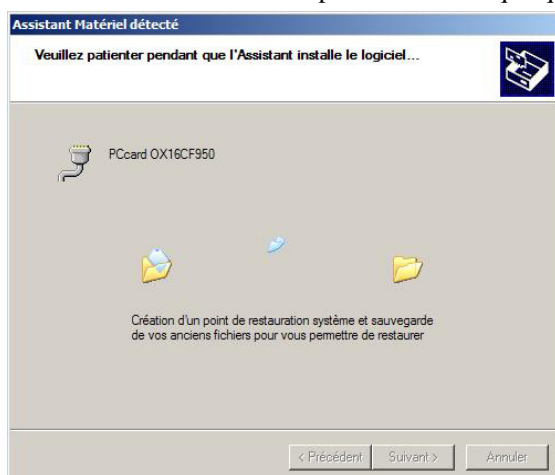 Assistant Matériel détecté
Veuillez patienter pendant que l'Assistant installe le logiciel...
PCcard OX16CF950
Création d'un point de restauration système et sauvegarde
de vos anciens fichiers pour vous permettre de restaurer
< Précédent Suivant > Annuler